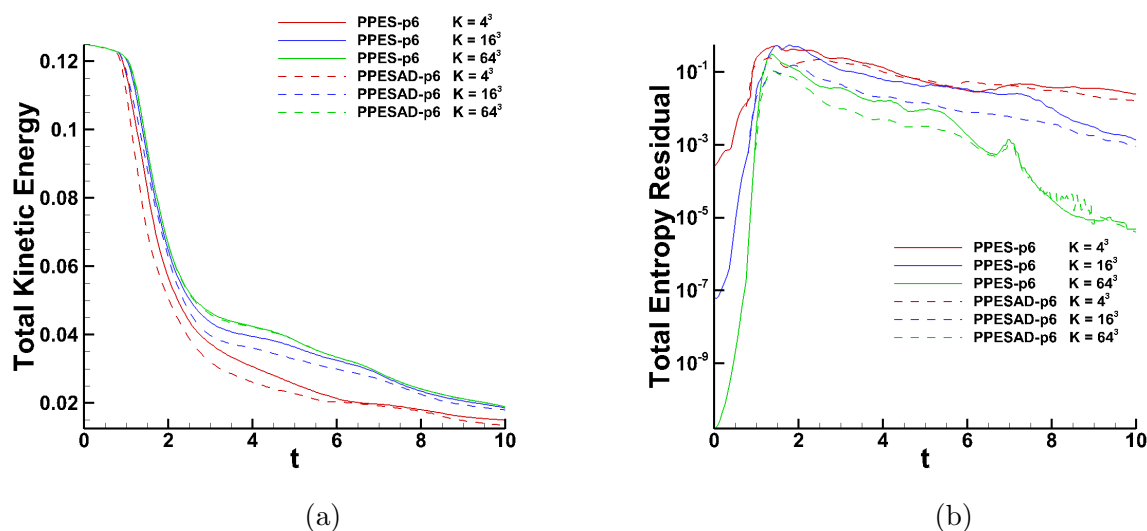 PPES-p6 K = 4³
PPES-p6 K = 16³
PPES-p6 K = 64³
PPESAD-p6 K = 4³
PPESAD-p6 K = 16³
PPESAD-p6 K = 64³
Total Kinetic Energy
0.12
0.1
0.08
0.06
0.04
0.02
0 2 4 6 8 10
t
(a)
Total Entropy Residual
10⁻¹
10⁻³
10⁻⁵
10⁻⁷
10⁻⁹
PPES-p6 K = 4³
PPES-p6 K = 16³
PPES-p6 K = 64³
PPESAD-p6 K = 4³
PPESAD-p6 K = 16³
PPESAD-p6 K = 64³
0 2 4 6 8 10
t
(b)